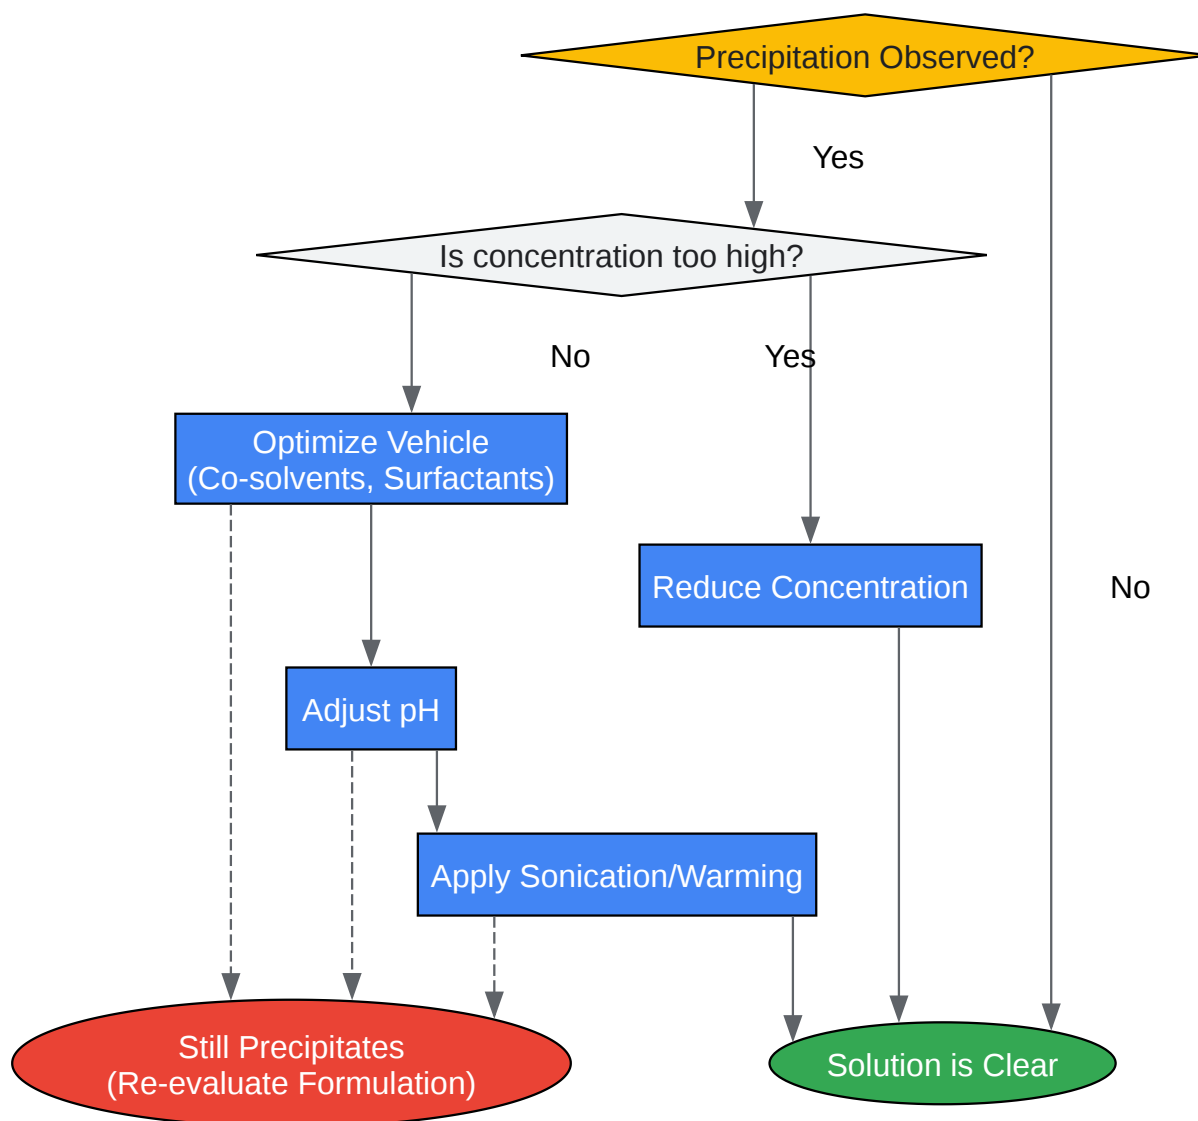 Precipitation Observed?
Yes
Is concentration too high?
No
Yes
Optimize Vehicle
(Co-solvents, Surfactants)
Reduce Concentration
No
Adjust pH
Apply Sonication/Warming
Still Precipitates
(Re-evaluate Formulation)
Solution is Clear